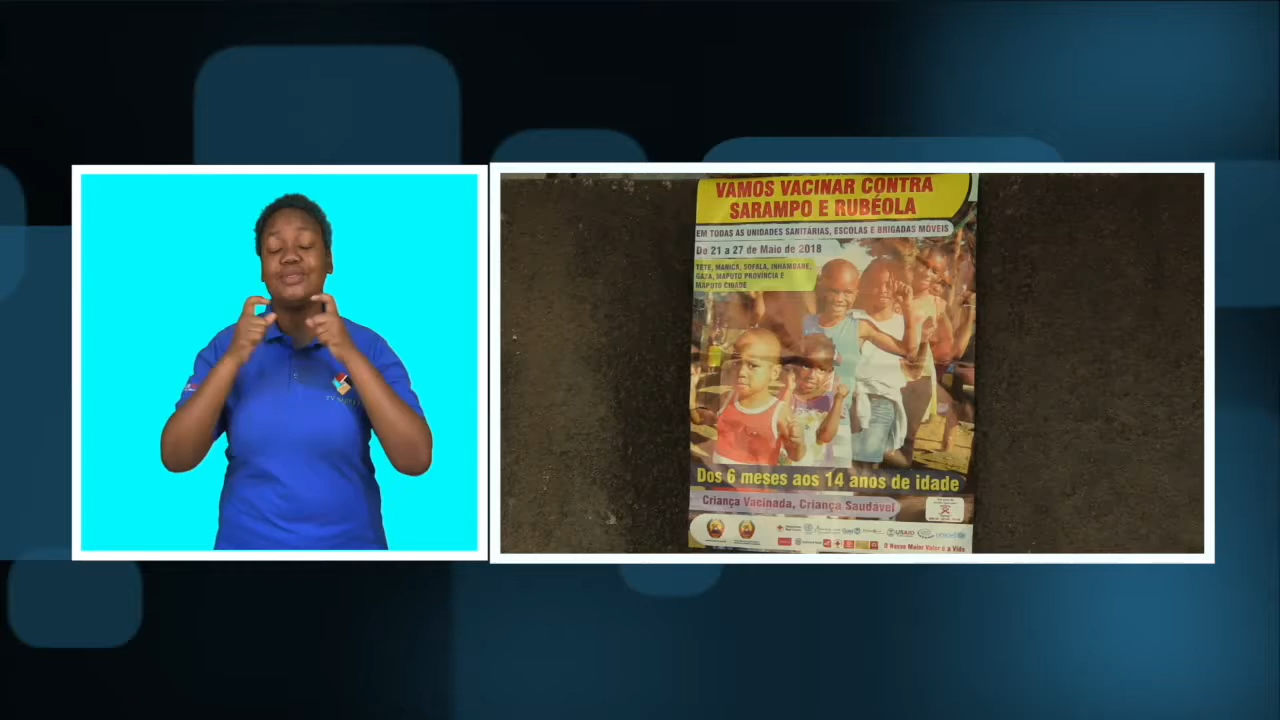 VAMOS VACINAR CONTRA
SARAMPO E RUBÉOLA
EM TODAS AS UNIDADES SANITÁRIAS, ESCOLAS E BRIGADAS MÓVEIS
De 21 a 27 de Maio de 2018
TETE, MANICA, SOFALA, INHAMBANE,
GAZA, MAPUTO PROVÍNCIA E
MAPUTO CIDADE
Dos 6 meses aos 14 anos de idade
Criança Vacinada, Criança Saudavel
USAID
unicef
O Nosso Maior Valor é a Vida